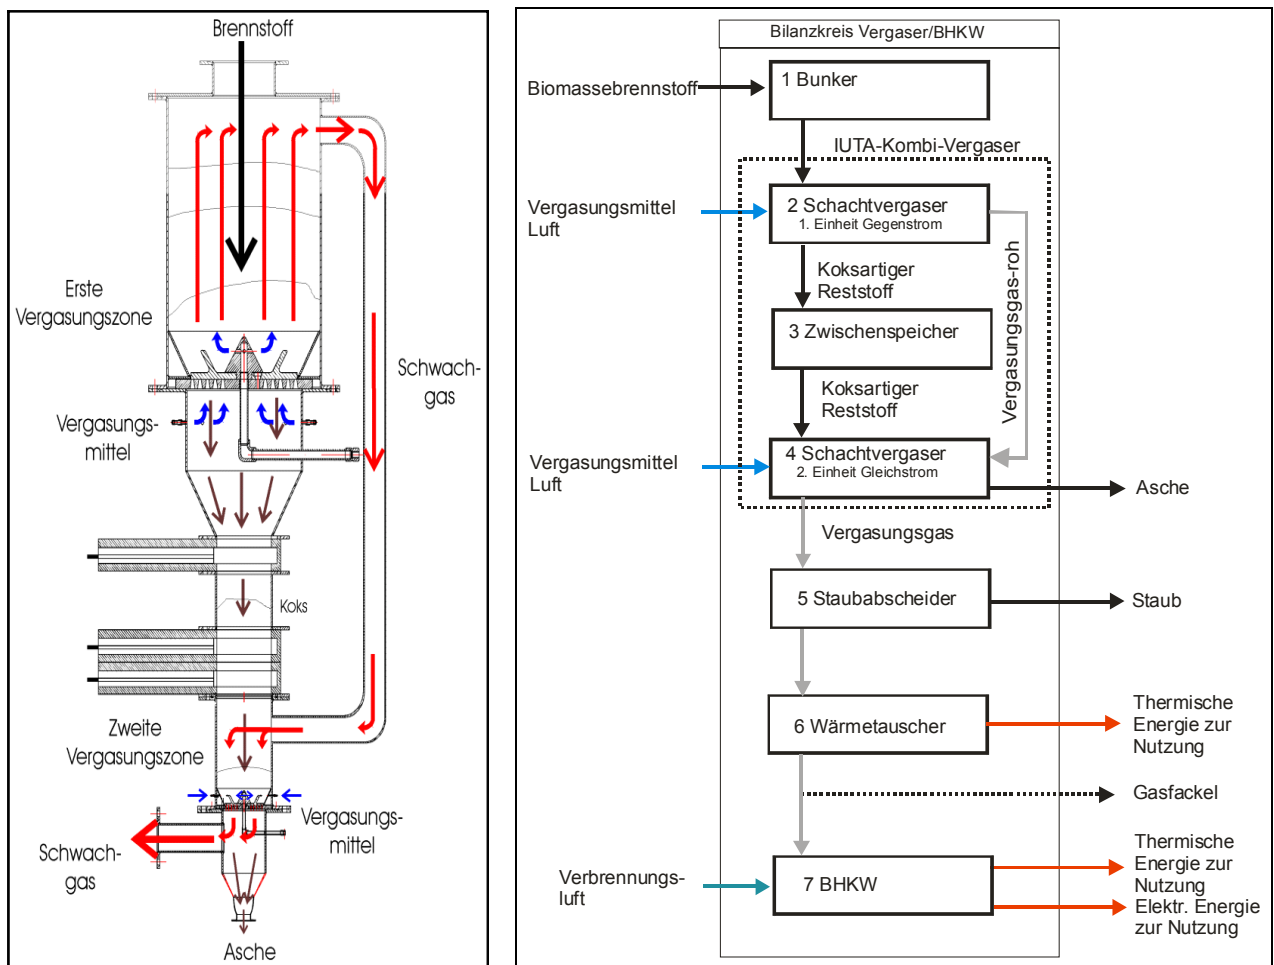 Brennstoff
Erste
Vergasungszone
Schwach-
gas
Vergasungs-
mittel
Koks
Zweite
Vergasungszone
Vergasungs-
mittel
Schwach-
gas
Asche
Bilanzkreis Vergaser/BHKW
Biomassebrennstoff
1 Bunker
IUTA-Kombi-Vergaser
Vergasungsmittel
Luft
2 Schachtvergaser
1. Einheit Gegenstrom
Koksartiger
Reststoff
Vergasungsgas-roh
3 Zwischenspeicher
Koksartiger
Reststoff
Vergasungsmittel
Luft
4 Schachtvergaser
2. Einheit Gleichstrom
Asche
Vergasungsgas
5 Staubabscheider
Staub
6 Wärmetauscher
Thermische
Energie zur
Nutzung
Gasfackel
Verbrennungs-
luft
7 BHKW
Thermische
Energie zur
Nutzung
Elektr. Energie
zur Nutzung